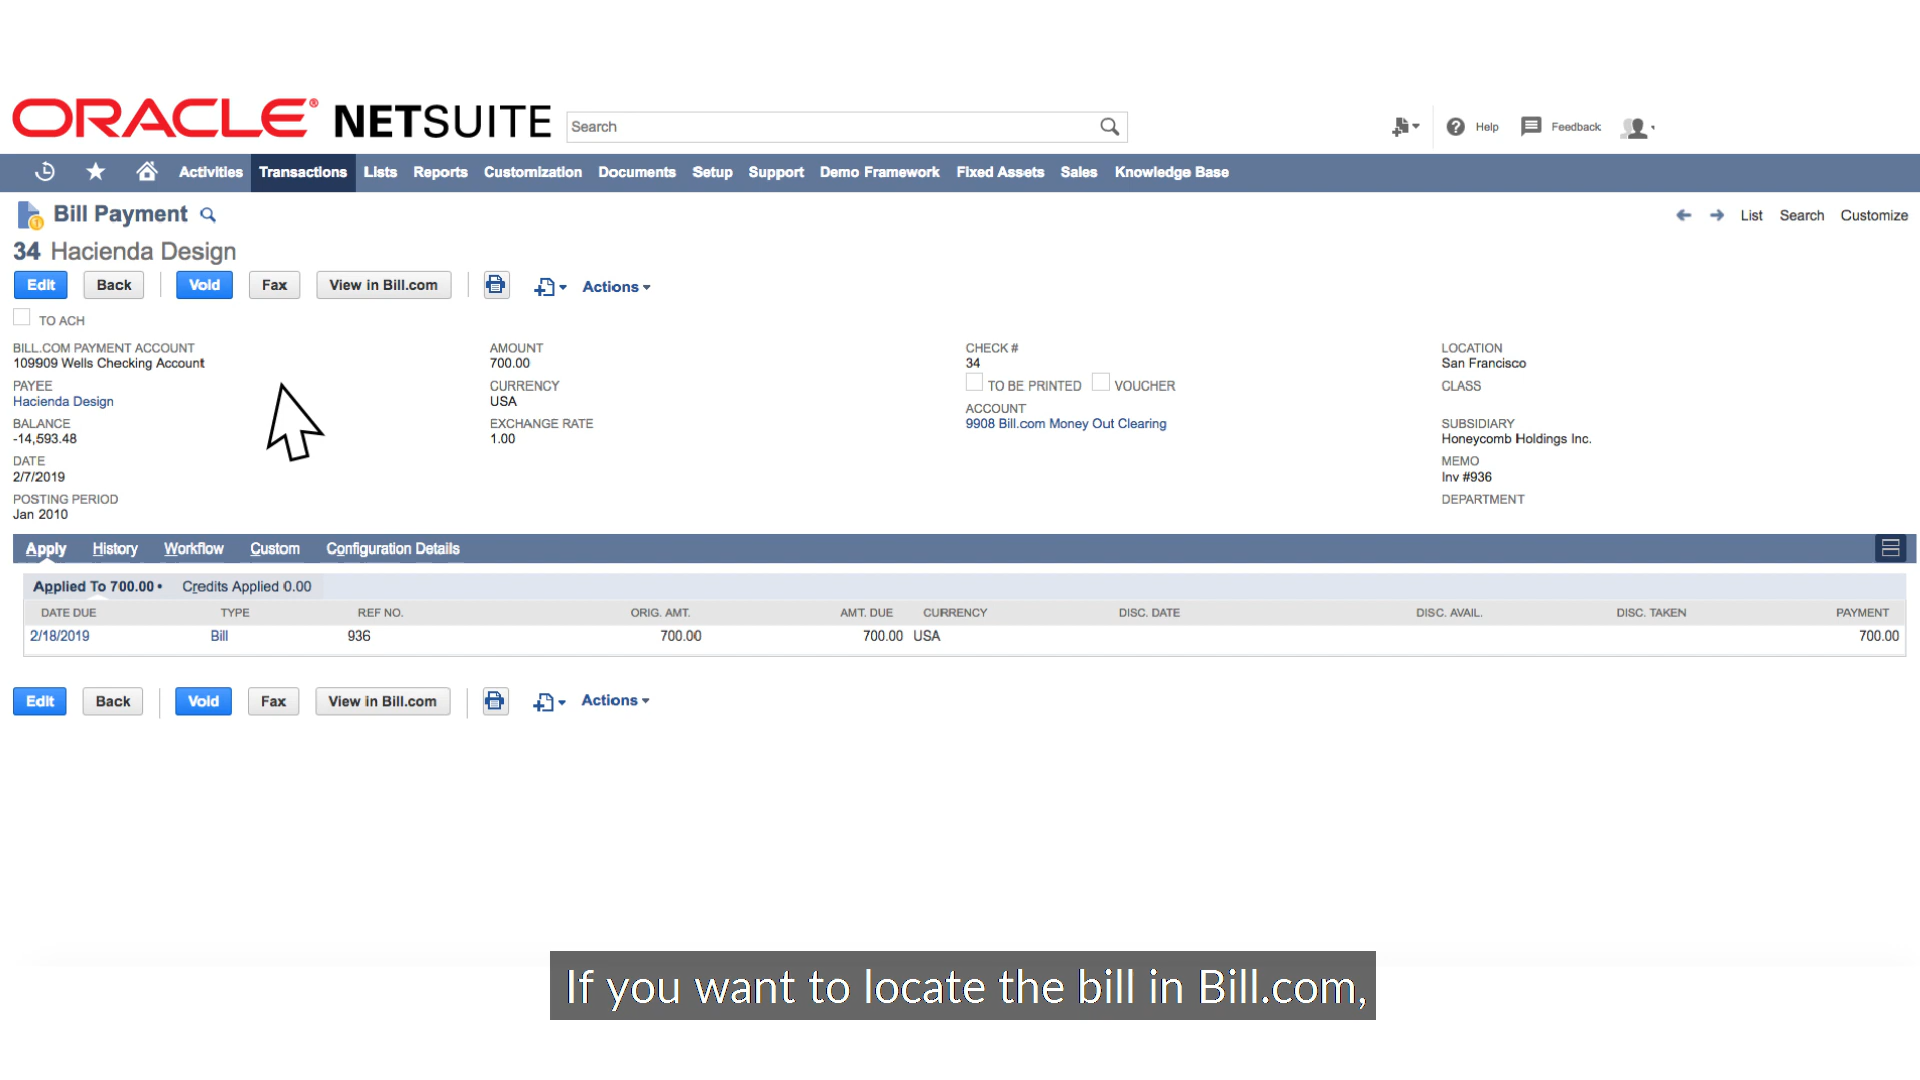 ORACLE® NETSUITE
Search
Help
Feedback
Activities Transactions Lists Reports Customization Documents Setup Support Demo Framework Fixed Assets Sales Knowledge Base
Bill Payment
List Search Customize
34 Hacienda Design
Edit Back Void Fax View in Bill.com Actions
TO ACH
BILL.COM PAYMENT ACCOUNT
109909 Wells Checking Account
PAYEE
Hacienda Design
BALANCE
-14,593.48
DATE
2/7/2019
POSTING PERIOD
Jan 2010
AMOUNT
700.00
CURRENCY
USA
EXCHANGE RATE
1.00
CHECK #
34
TO BE PRINTED VOUCHER
ACCOUNT
9908 Bill.com Money Out Clearing
LOCATION
San Francisco
CLASS
SUBSIDIARY
Honeycomb Holdings Inc.
MEMO
Inv #936
DEPARTMENT
Apply History Workflow Custom Configuration Details
Applied To 700.00 • Credits Applied 0.00
DATE DUE TYPE REF NO. ORIG. AMT. AMT. DUE CURRENCY DISC. DATE DISC. AVAIL. DISC. TAKEN PAYMENT
2/18/2019 Bill 936 700.00 700.00 USA 700.00
Edit Back Void Fax View in Bill.com Actions
If you want to locate the bill in Bill.com,